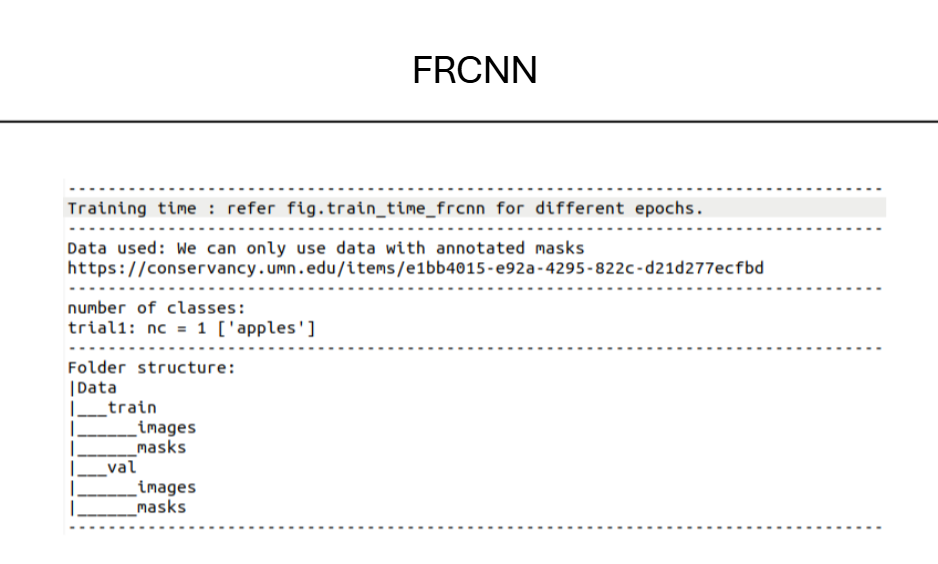 FRCNN
--------------------------------------------------------------------------------
Training time : refer fig.train_time_frcnn for different epochs.
--------------------------------------------------------------------------------
Data used: We can only use data with annotated masks
https://conservancy.umn.edu/items/e1bb4015-e92a-4295-822c-d21d277ecfbd
--------------------------------------------------------------------------------
number of classes:
trial1: nc = 1 ['apples']
--------------------------------------------------------------------------------
Folder structure:
|Data
|___train
|______images
|______masks
|___val
|______images
|______masks
--------------------------------------------------------------------------------